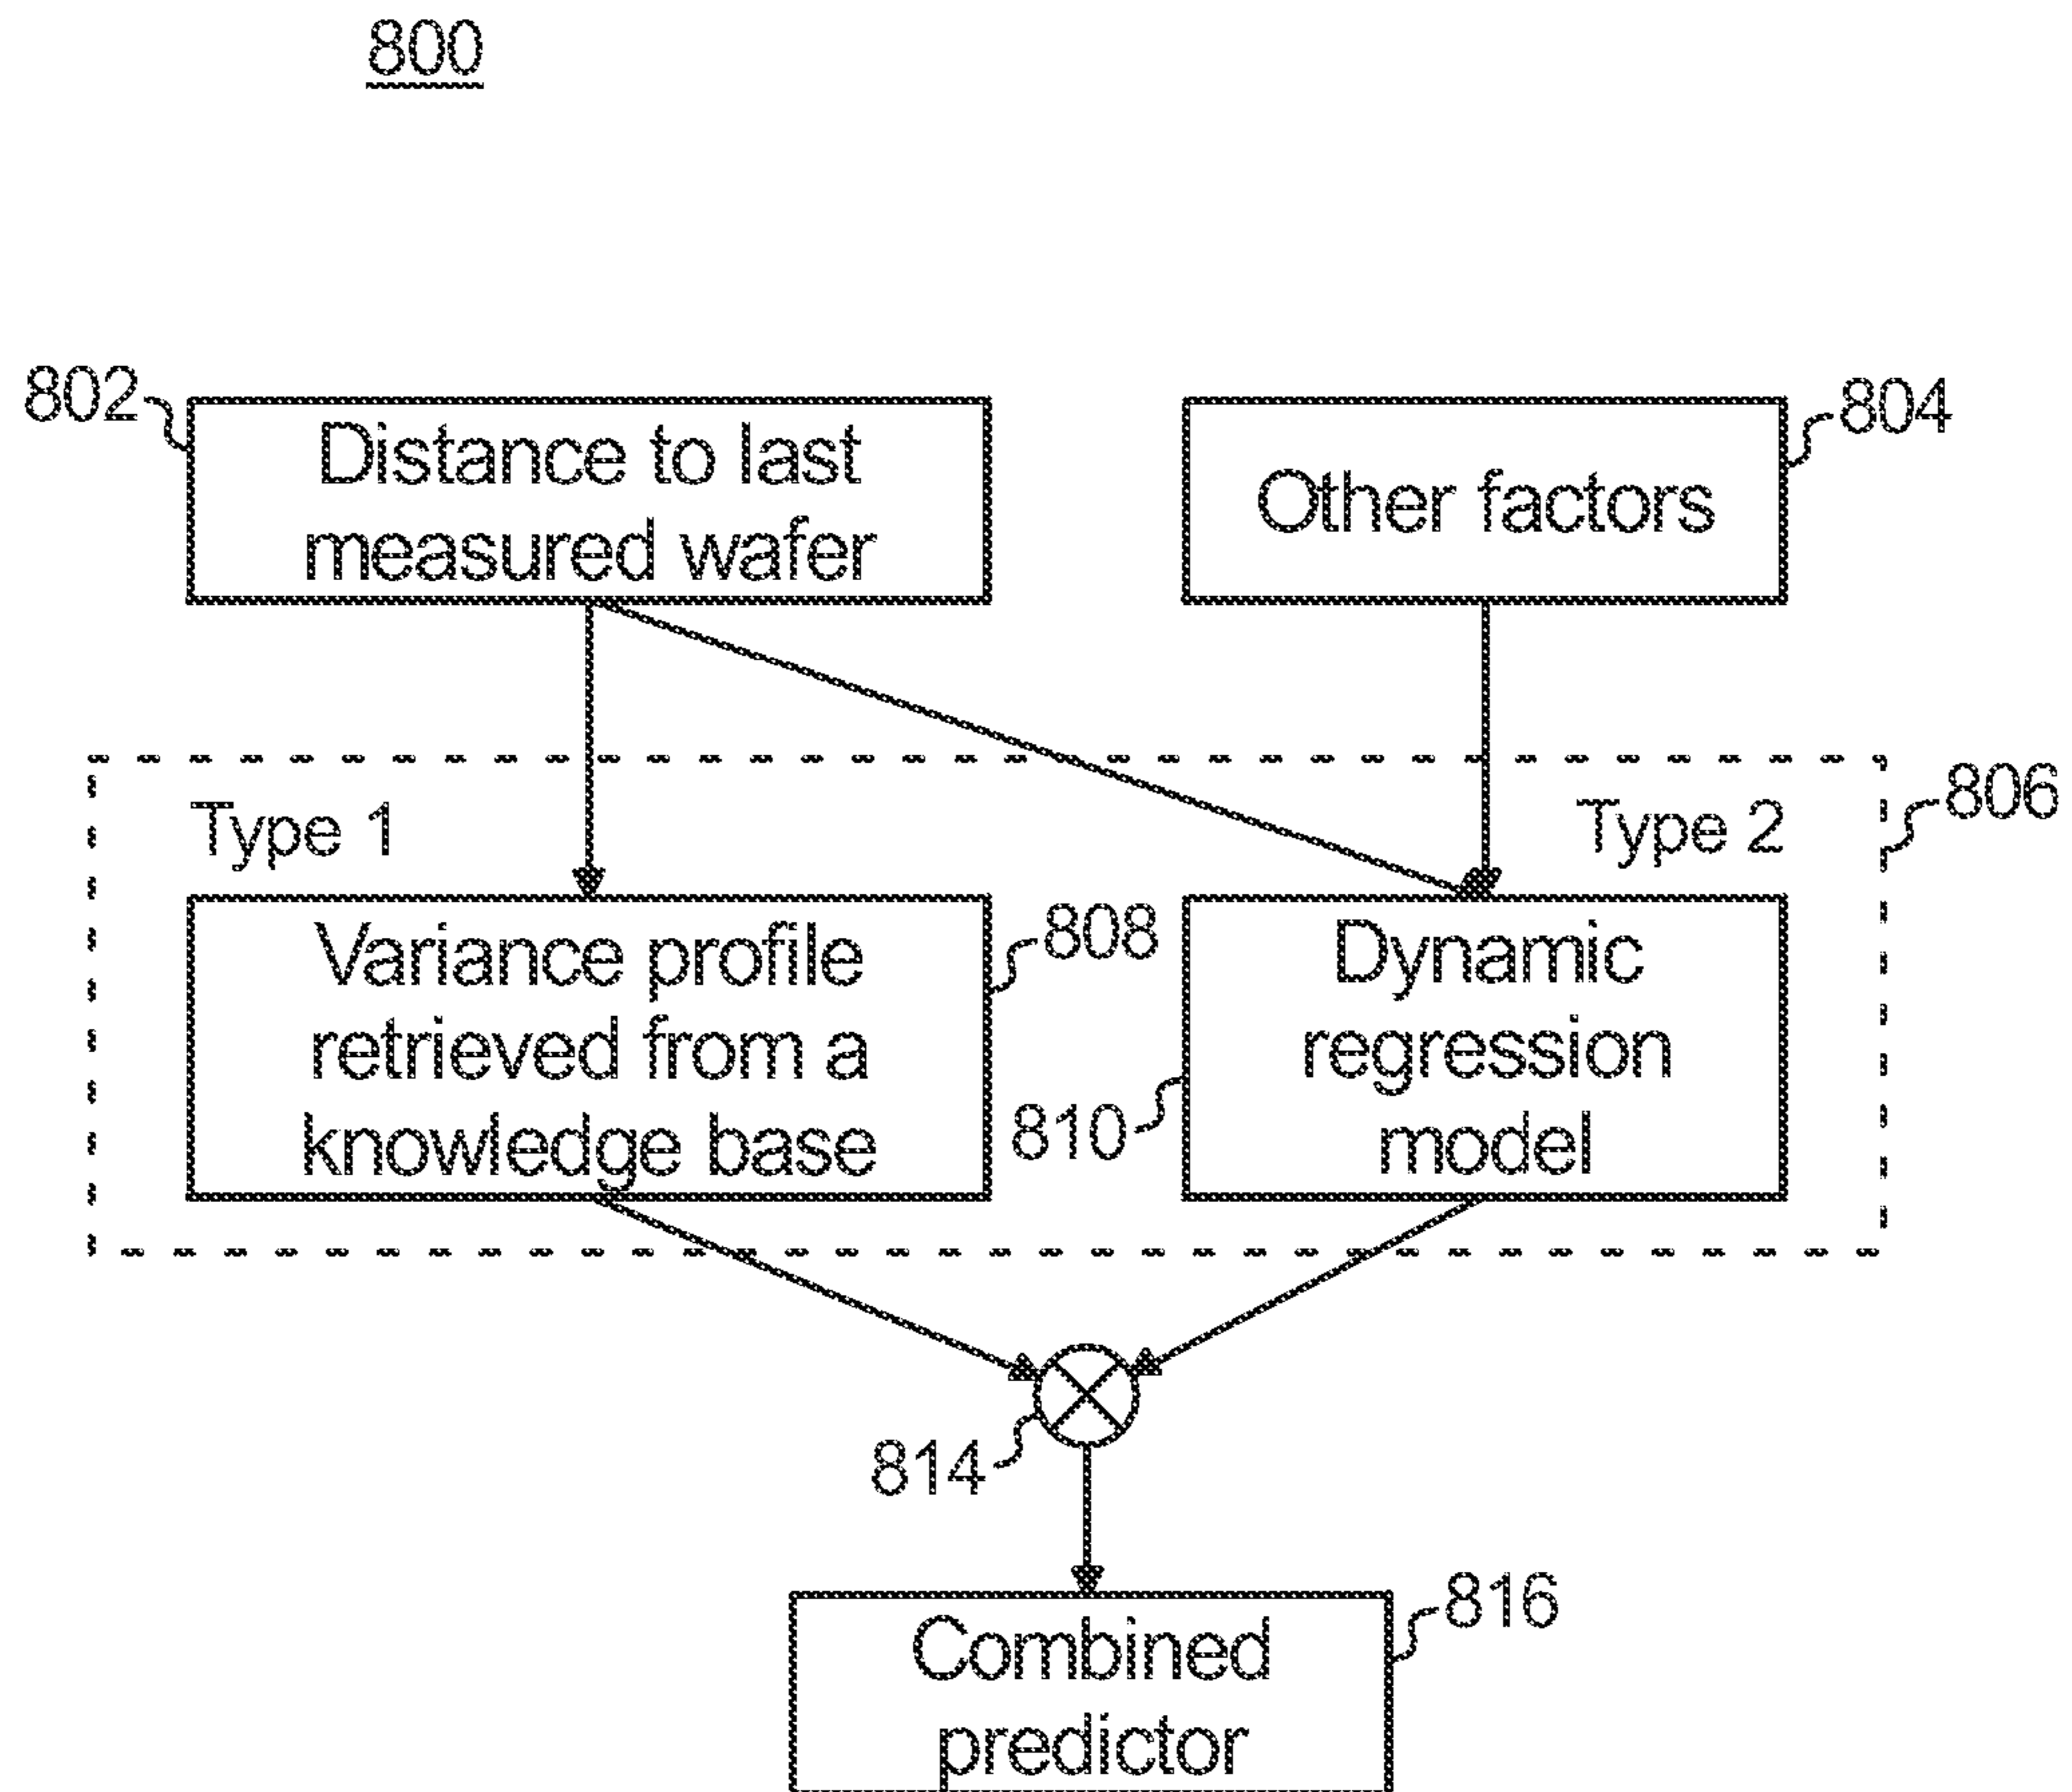 800
802
Distance to last
measured wafer
Other factors
804
Type 1
Type 2
806
Variance profile
retrieved from a
knowledge base
808
810
Dynamic
regression
model
814
Combined
predictor
816